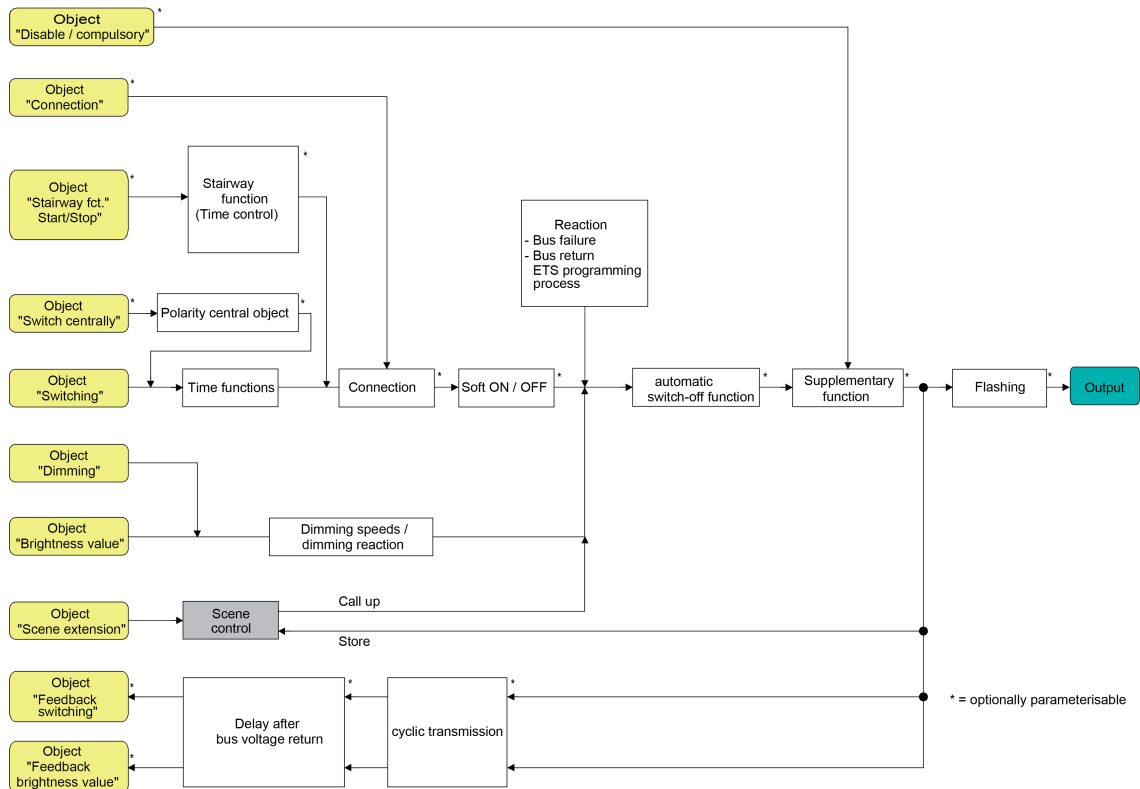 Object
"Disable / compulsory"
*
Object
"Connection"
*
Object
"Stairway fct."
Start/Stop"
*
Stairway
function
(Time control)
*
Reaction
- Bus failure
- Bus return
ETS programming
process
Object
"Switch centrally"
*
Polarity central object
*
Object
"Switching"
Time functions
Connection
*
Soft ON / OFF
*
automatic
switch-off function
*
Supplementary
function
*
Flashing
*
Output
Object
"Dimming"
Object
"Brightness value"
Dimming speeds /
dimming reaction
Object
"Scene extension"
Scene
control
Call up
Store
Object
"Feedback
switching"
*
Object
"Feedback
brightness value"
*
Delay after
bus voltage return
*
*
cyclic transmission
*
*
* = optionally parameterisable